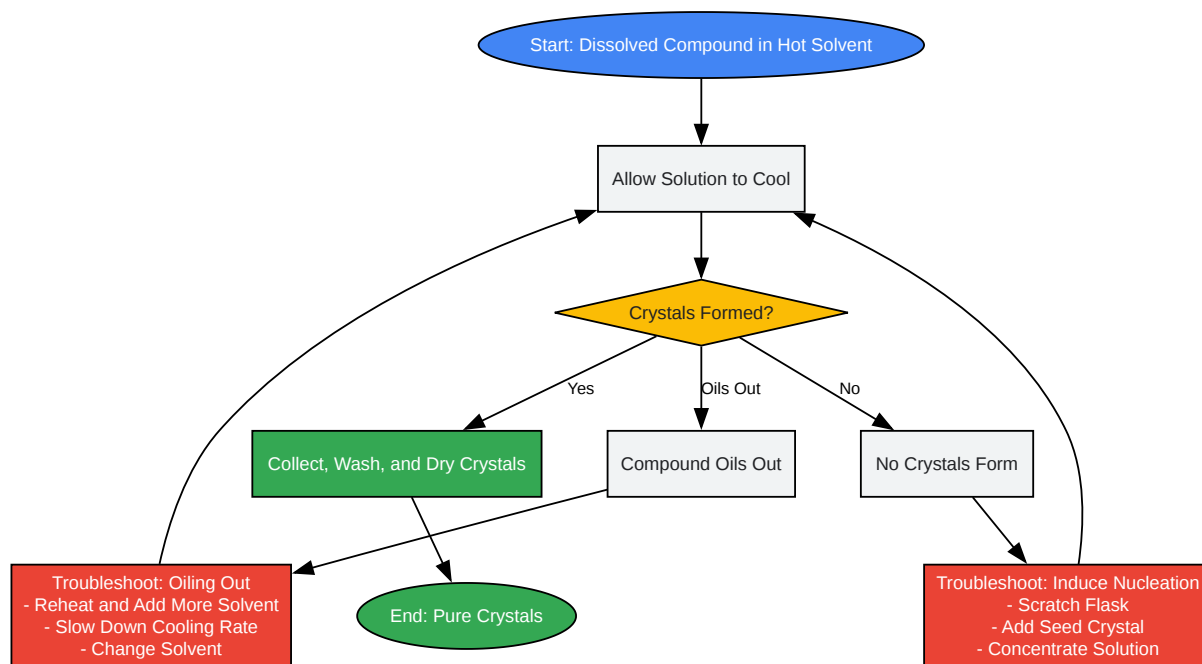 Start: Dissolved Compound in Hot Solvent
Allow Solution to Cool
Crystals Formed?
Yes
Oils Out
No
Collect, Wash, and Dry Crystals
Compound Oils Out
No Crystals Form
Troubleshoot: Oiling Out
- Reheat and Add More Solvent
- Slow Down Cooling Rate
- Change Solvent
End: Pure Crystals
Troubleshoot: Induce Nucleation
- Scratch Flask
- Add Seed Crystal
- Concentrate Solution